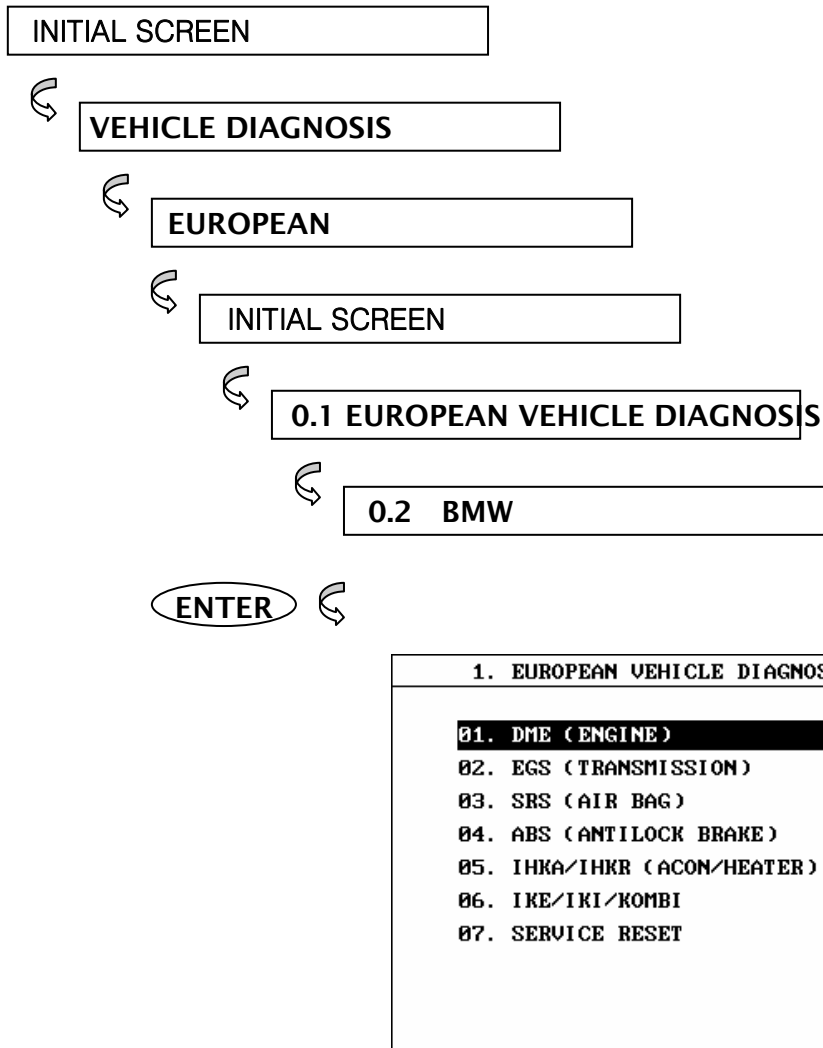 INITIAL SCREEN
VEHICLE DIAGNOSIS
EUROPEAN
INITIAL SCREEN
0.1 EUROPEAN VEHICLE DIAGNOSIS
0.2 BMW
ENTER
1. EUROPEAN VEHICLE
01. DME (ENGINE)
02. EGS (TRANSMISSION)
03. SRS (AIR BAG)
04. ABS (ANTILOCK BRAKE)
05. IHKA/IHKR (ACON/HEATER)
06. IKE/IKI/KOMBI
07. SERVICE RESET